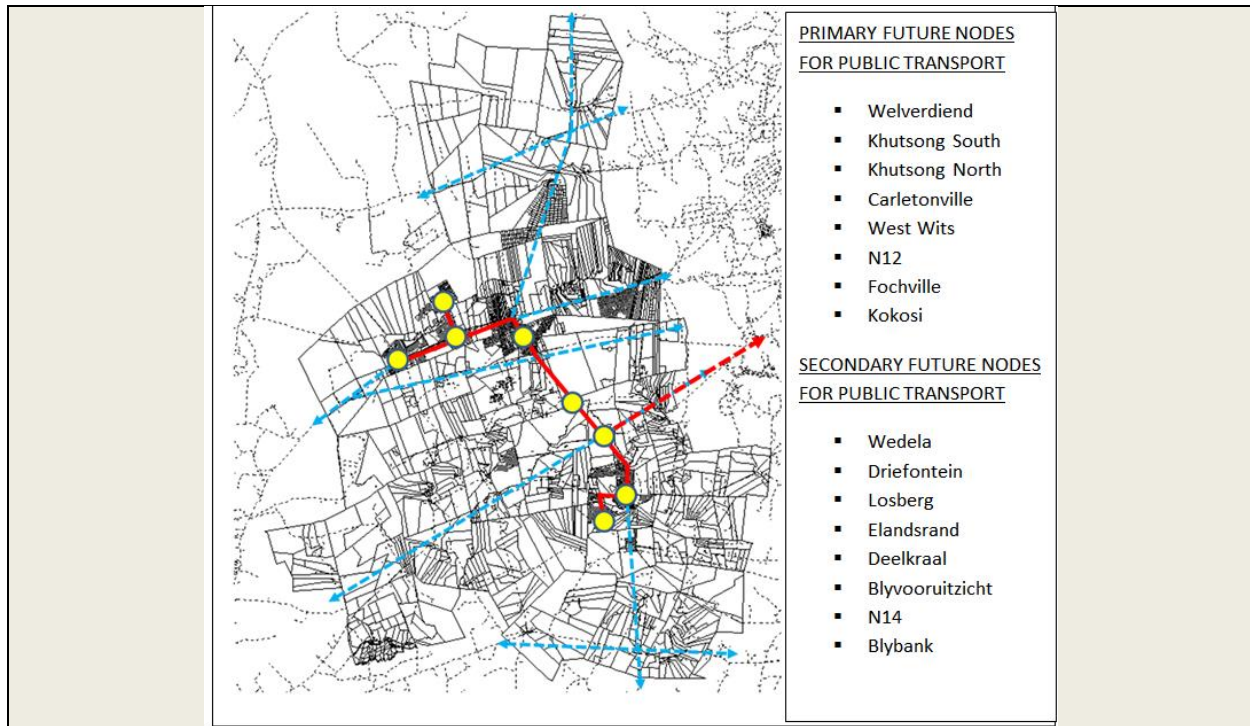 PRIMARY FUTURE NODES
FOR PUBLIC TRANSPORT
▪ Welverdiend
▪ Khutsong South
▪ Khutsong North
▪ Carletonville
▪ West Wits
▪ N12
▪ Fochville
▪ Kokosi
SECONDARY FUTURE NODES
FOR PUBLIC TRANSPORT
▪ Wedela
▪ Driefontein
▪ Losberg
▪ Elandsrand
▪ Deelkraal
▪ Blyvooruitzicht
▪ N14
▪ Blybank